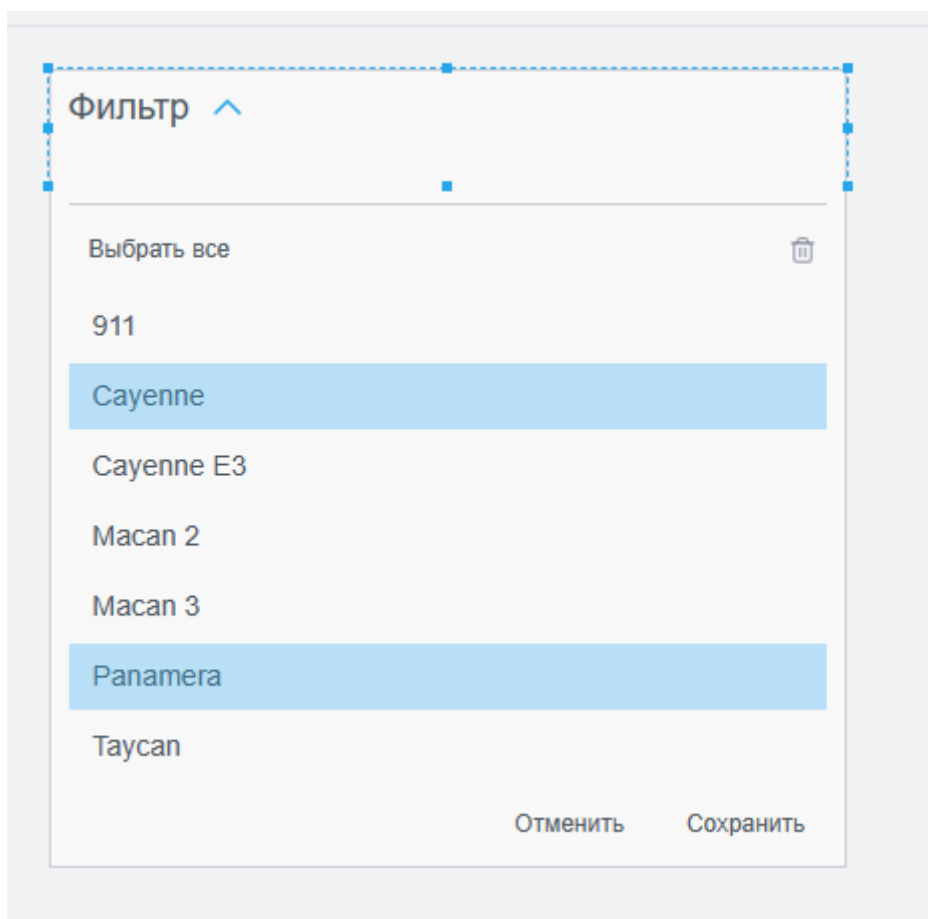 Фильтр
Выбрать все
911
Cayenne
Cayenne E3
Macan 2
Macan 3
Panamera
Taycan
Отменить Сохранить